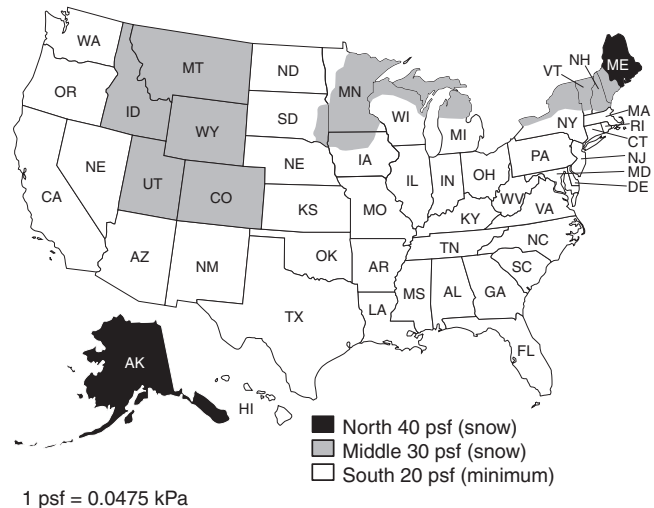 WA
MT
ND
MN
VT
NH
ME
OR
ID
SD
WI
MI
NY
MA
RI
CT
NJ
MD
DE
WY
NE
IA
PA
NE
UT
CO
IL
IN
OH
WV
VA
CA
KS
MO
KY
NC
AZ
NM
OK
AR
TN
SC
MS
AL
GA
TX
LA
FL
AK
HI
North 40 psf (snow)
Middle 30 psf (snow)
South 20 psf (minimum)
1 psf = 0.0475 kPa